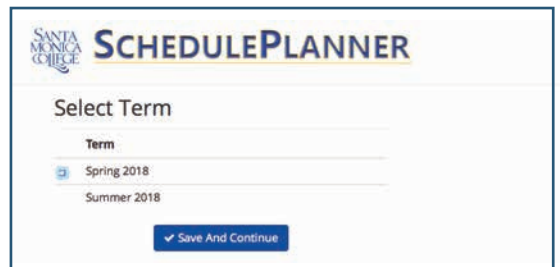 SANTA
MONICA
COLLEGE
SCHEDULEPLANNER
Select Term
Term
Spring 2018
Summer 2018
✔ Save And Continue